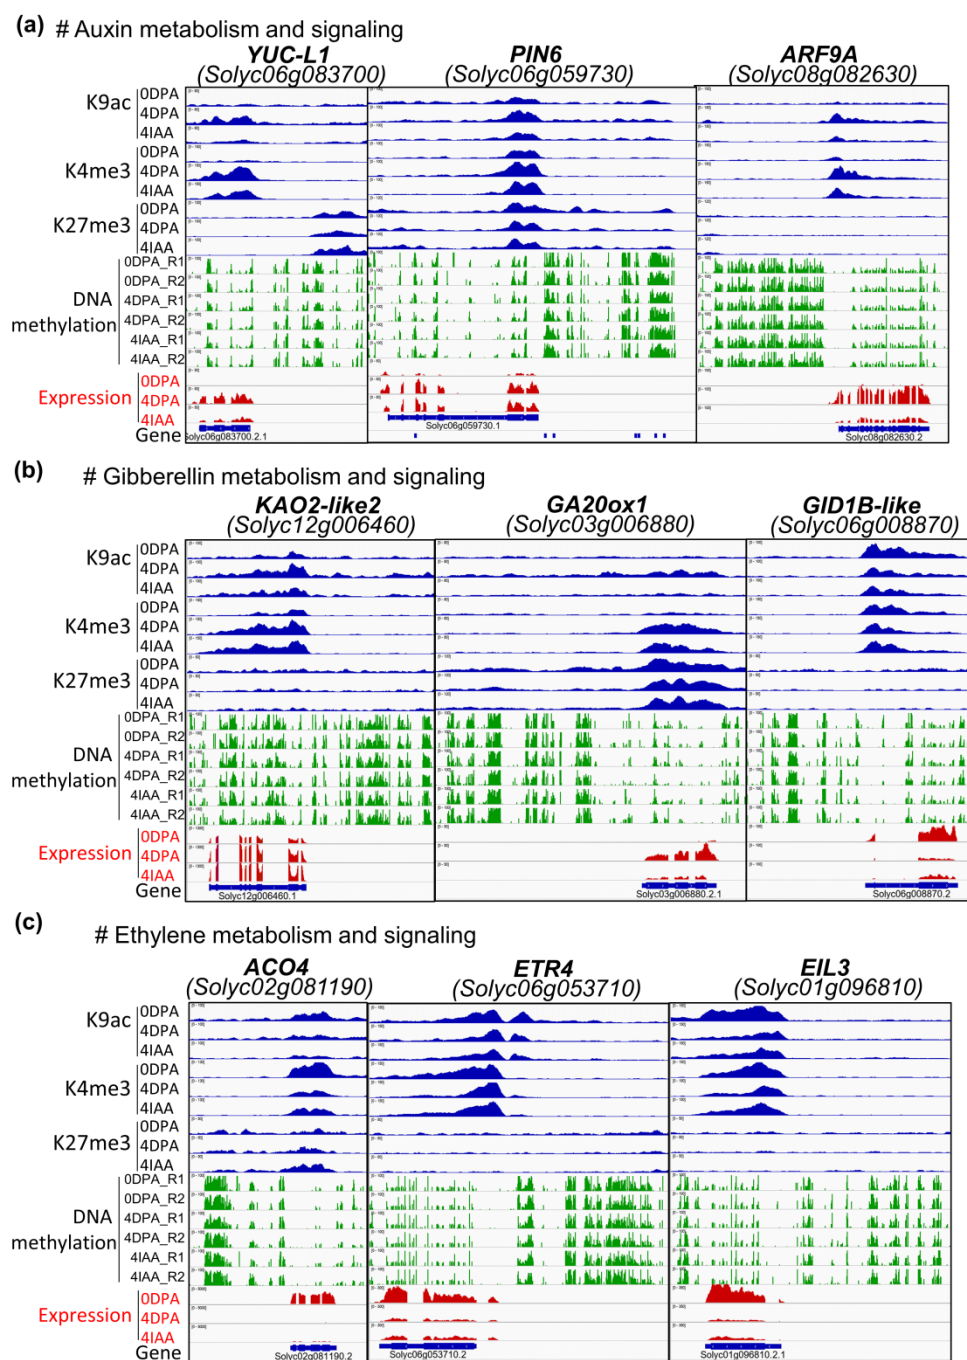 (a) # Auxin metabolism and signaling
YUC-L1 PIN6 ARF9A
(Solyc06g083700) (Solyc06g059730) (Solyc08g082630)
K9ac
0DPA
4DPA
4IAA
K4me3
0DPA
4DPA
4IAA
K27me3
0DPA
4DPA
4IAA
DNA methylation
0DPA_R1
0DPA_R2
4DPA_R1
4DPA_R2
4IAA_R1
4IAA_R2
Expression
0DPA
4DPA
4IAA
Gene
Solyc06g083700.2.1 Solyc06g059730.1 Solyc08g082630.2
(b) # Gibberellin metabolism and signaling
KAO2-like2 GA20ox1 GID1B-like
(Solyc12g006460) (Solyc03g006880) (Solyc06g008870)
K9ac
0DPA
4DPA
4IAA
K4me3
0DPA
4DPA
4IAA
K27me3
0DPA
4DPA
4IAA
DNA methylation
0DPA_R1
0DPA_R2
4DPA_R1
4DPA_R2
4IAA_R1
4IAA_R2
Expression
0DPA
4DPA
4IAA
Gene
Solyc12g006460.1 Solyc03g006880.2.1 Solyc06g008870.2
(c) # Ethylene metabolism and signaling
ACO4 ETR4 EIL3
(Solyc02g081190) (Solyc06g053710) (Solyc01g096810)
K9ac
0DPA
4DPA
4IAA
K4me3
0DPA
4DPA
4IAA
K27me3
0DPA
4DPA
4IAA
DNA methylation
0DPA_R1
0DPA_R2
4DPA_R1
4DPA_R2
4IAA_R1
4IAA_R2
Expression
0DPA
4DPA
4IAA
Gene
Solyc02g081190.2 Solyc06g053710.2 Solyc01g096810.2.1